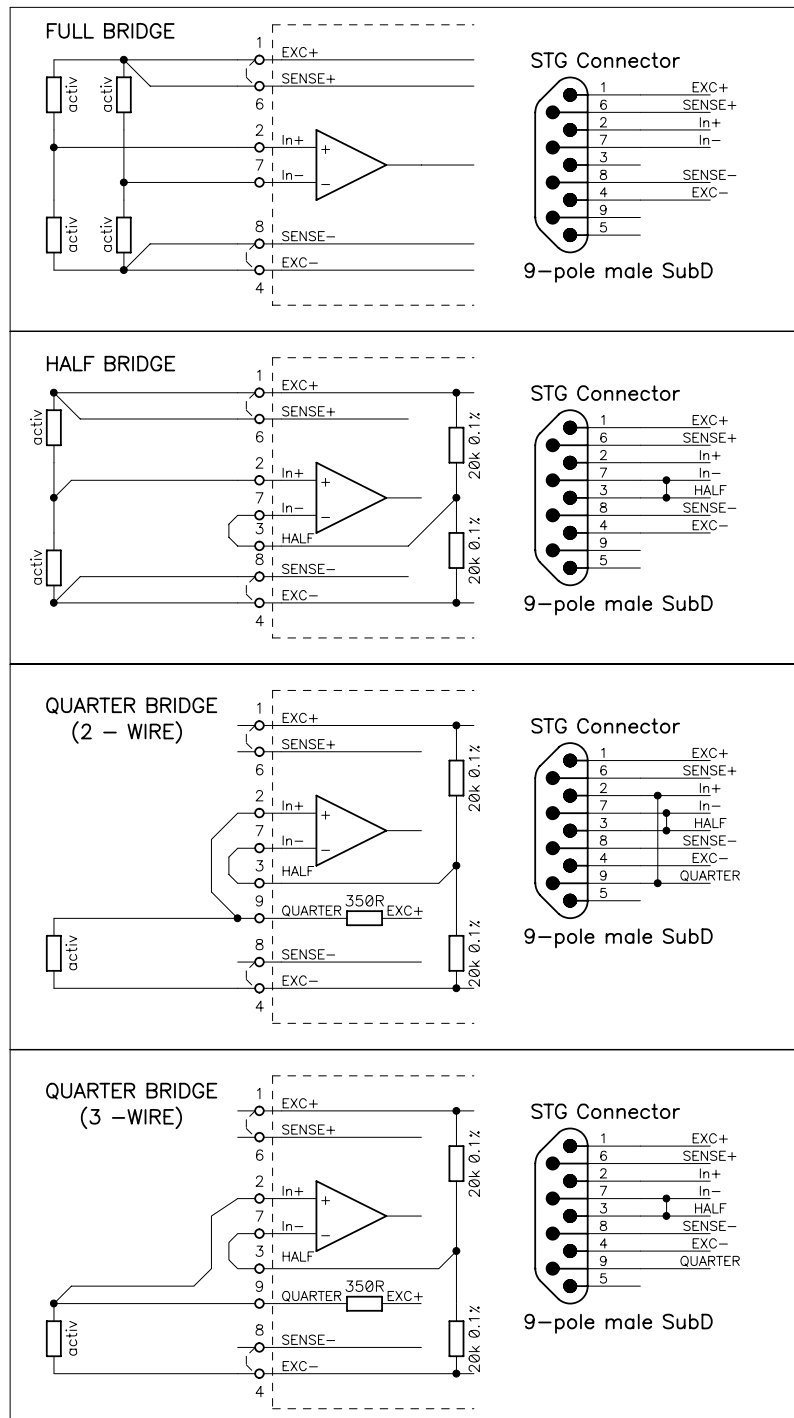 FULL BRIDGE
activ
activ
activ
activ
1
EXC+
SENSE+
6
2
In+
+
7
In-
−
8
SENSE−
EXC−
4
STG Connector
1
EXC+
6
SENSE+
2
In+
7
In−
3
8
SENSE−
4
EXC−
9
5
9−pole male SubD
HALF BRIDGE
activ
activ
1
EXC+
SENSE+
6
2
In+
+
7
In−
−
3
HALF
8
SENSE−
EXC−
4
20k 0.1%
20k 0.1%
STG Connector
1
EXC+
6
SENSE+
2
In+
7
In−
3
HALF
8
SENSE−
4
EXC−
9
5
9−pole male SubD
QUARTER BRIDGE
(2 − WIRE)
activ
1
EXC+
SENSE+
6
2
In+
+
7
In−
−
3
HALF
9
QUARTER
350R
EXC+
8
SENSE−
EXC−
4
20k 0.1%
20k 0.1%
STG Connector
1
EXC+
6
SENSE+
2
In+
7
In−
3
HALF
8
SENSE−
4
EXC−
9
QUARTER
5
9−pole male SubD
QUARTER BRIDGE
(3 −WIRE)
activ
1
EXC+
SENSE+
6
2
In+
+
7
In−
−
3
HALF
9
QUARTER
350R
EXC+
8
SENSE−
EXC−
4
20k 0.1%
20k 0.1%
STG Connector
1
EXC+
6
SENSE+
2
In+
7
In−
3
HALF
8
SENSE−
4
EXC−
9
QUARTER
5
9−pole male SubD